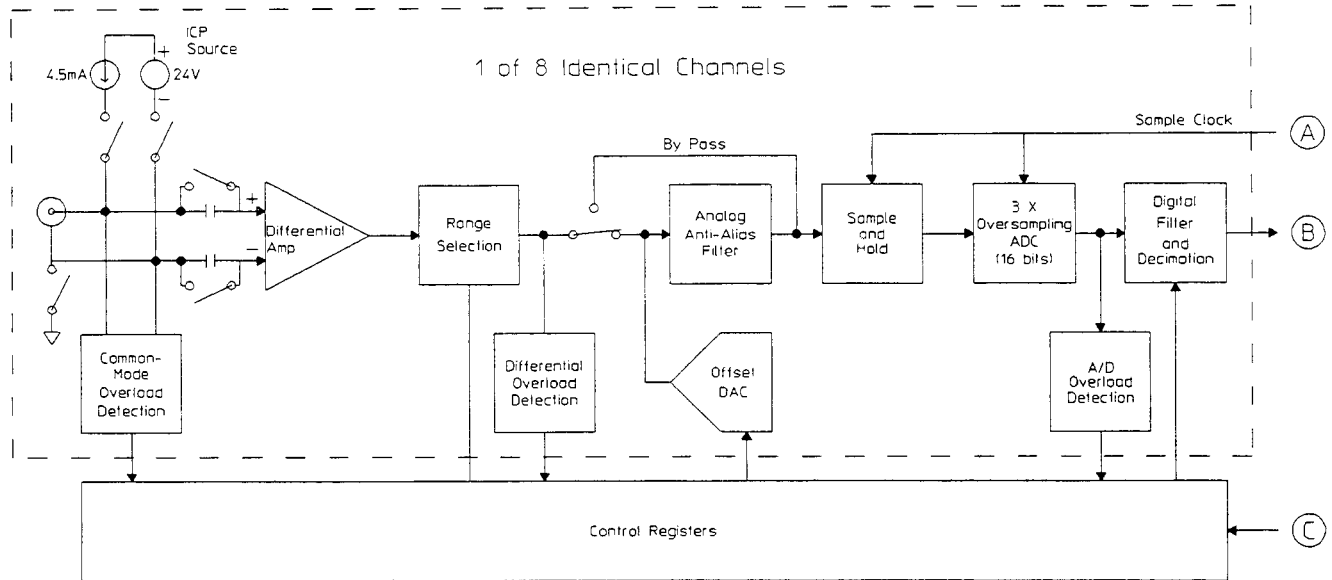 ICP
Source
4.5mA
+
24V
−
1 of 8 Identical Channels
Sample Clock
A
By Pass
+
−
Differential
Amp
Range
Selection
Analog
Anti-Alias
Filter
Sample
and
Hold
3 X
Oversampling
ADC
(16 bits)
Digital
Filter
and
Decimation
B
Common-
Mode
Overload
Detection
Differential
Overload
Detection
Offset
DAC
A/D
Overload
Detection
Control Registers
C